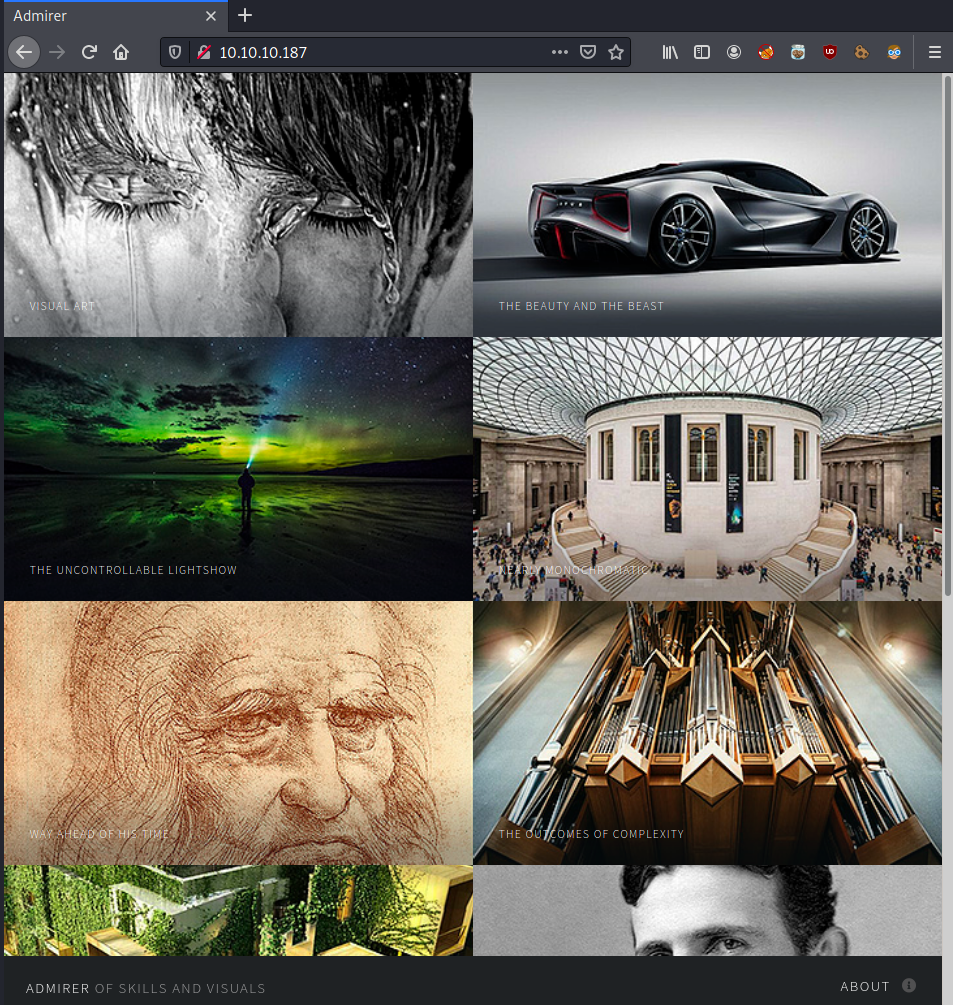 Admirer
10.10.10.187
VISUAL ART
THE BEAUTY AND THE BEAST
THE UNCONTROLLABLE LIGHTSHOW
NEARLY MONOCHROMATIC
WAY AHEAD OF HIS TIME
THE OUTCOMES OF COMPLEXITY
ADMIRER OF SKILLS AND VISUALS
ABOUT